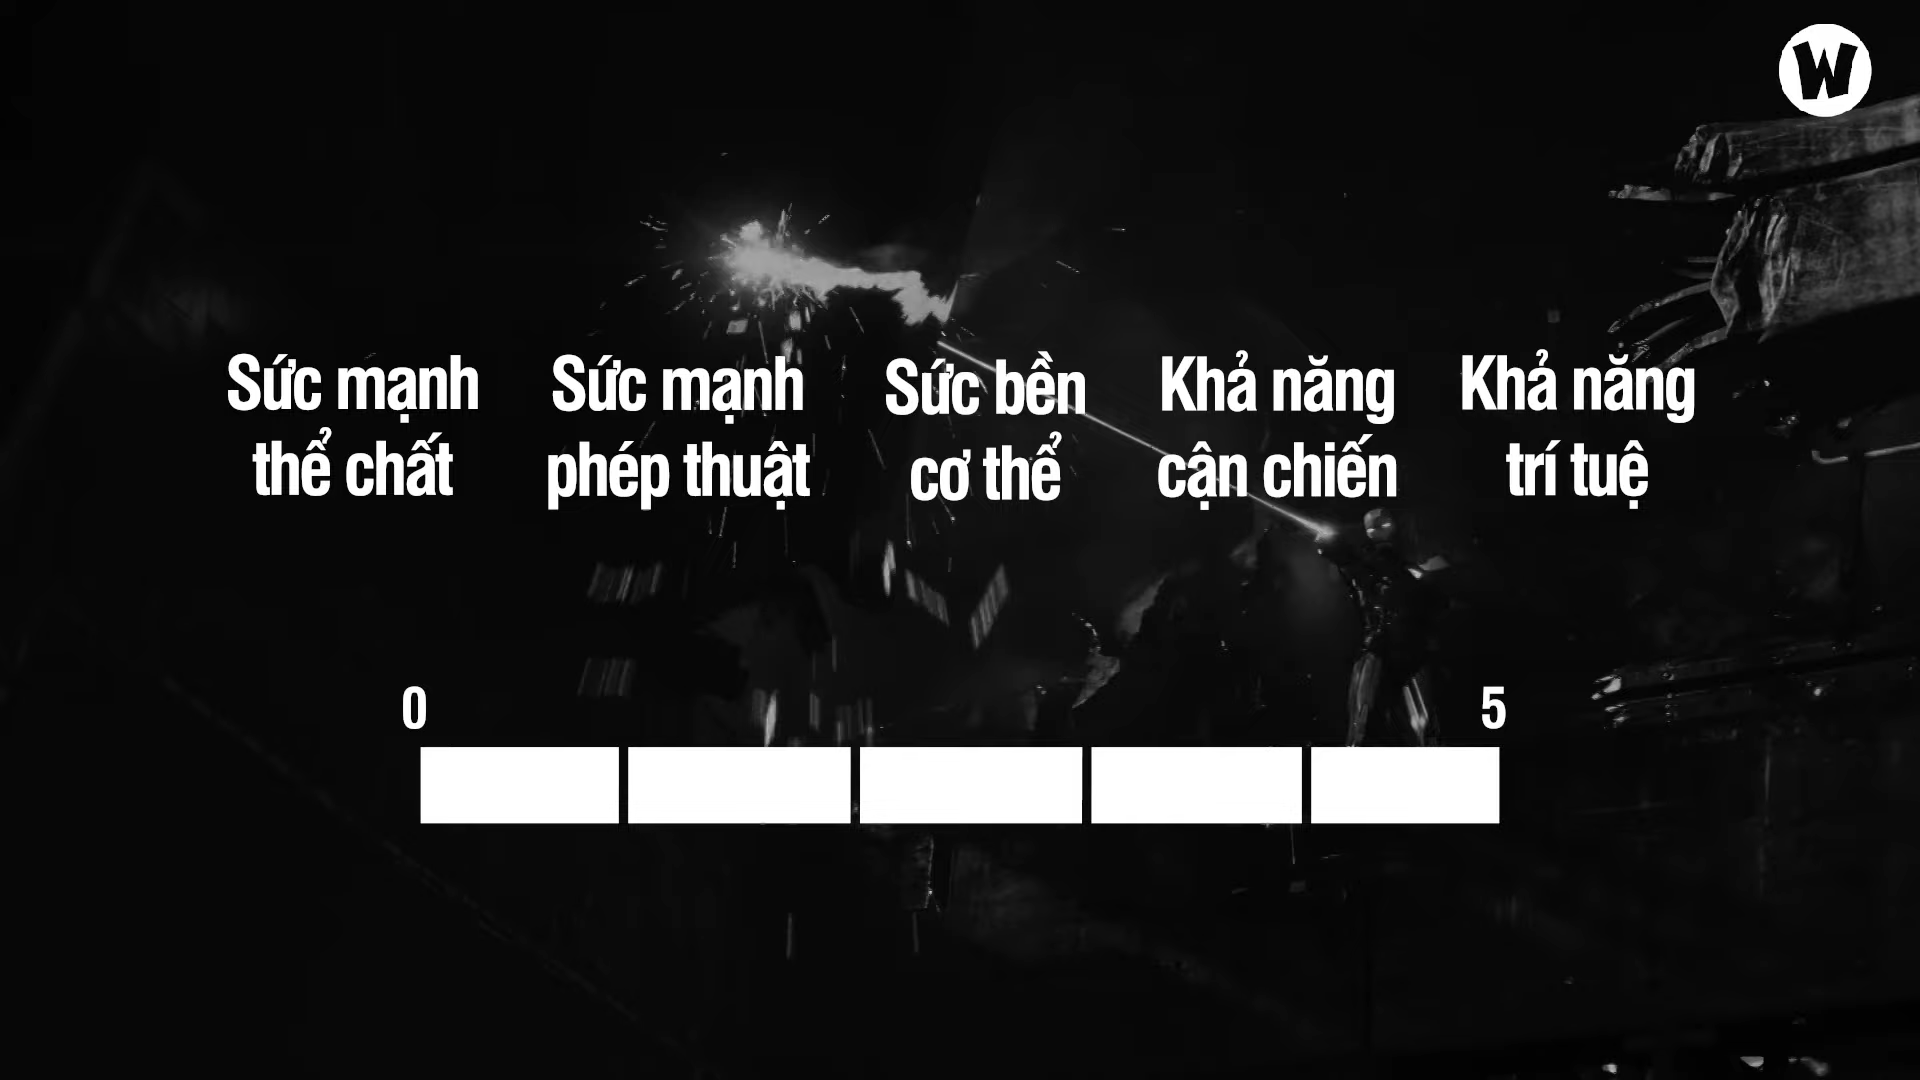 W
Sức mạnh
thể chất
Sức mạnh
phép thuật
Sức bền
cơ thể
Khả năng
cận chiến
Khả năng
trí tuệ
0
5